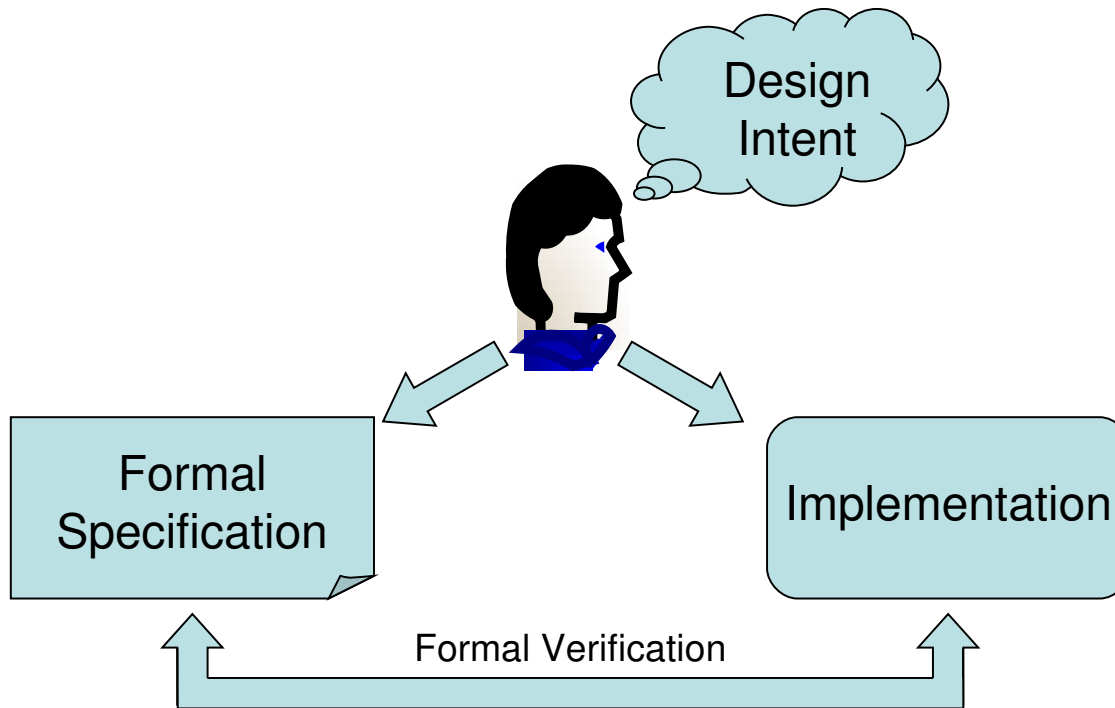 Design
Intent
Formal
Specification
Implementation
Formal Verification